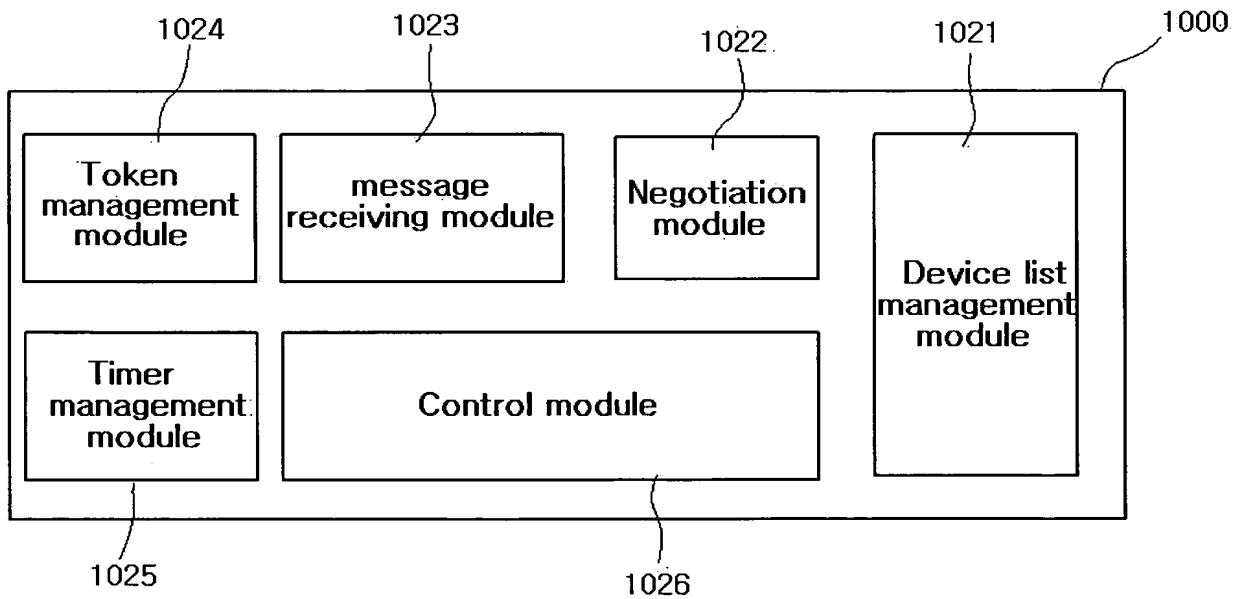 1024
1023
1022
1021
1000
Token
management
module
message
receiving module
Negotiation
module
Device list
management
module
Timer
management
module
Control module
1025
1026